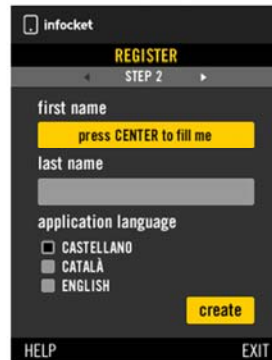 infocket
REGISTER
STEP 2
first name
press CENTER to fill me
last name
application language
CASTELLANO
CATALÀ
ENGLISH
create
HELP EXIT